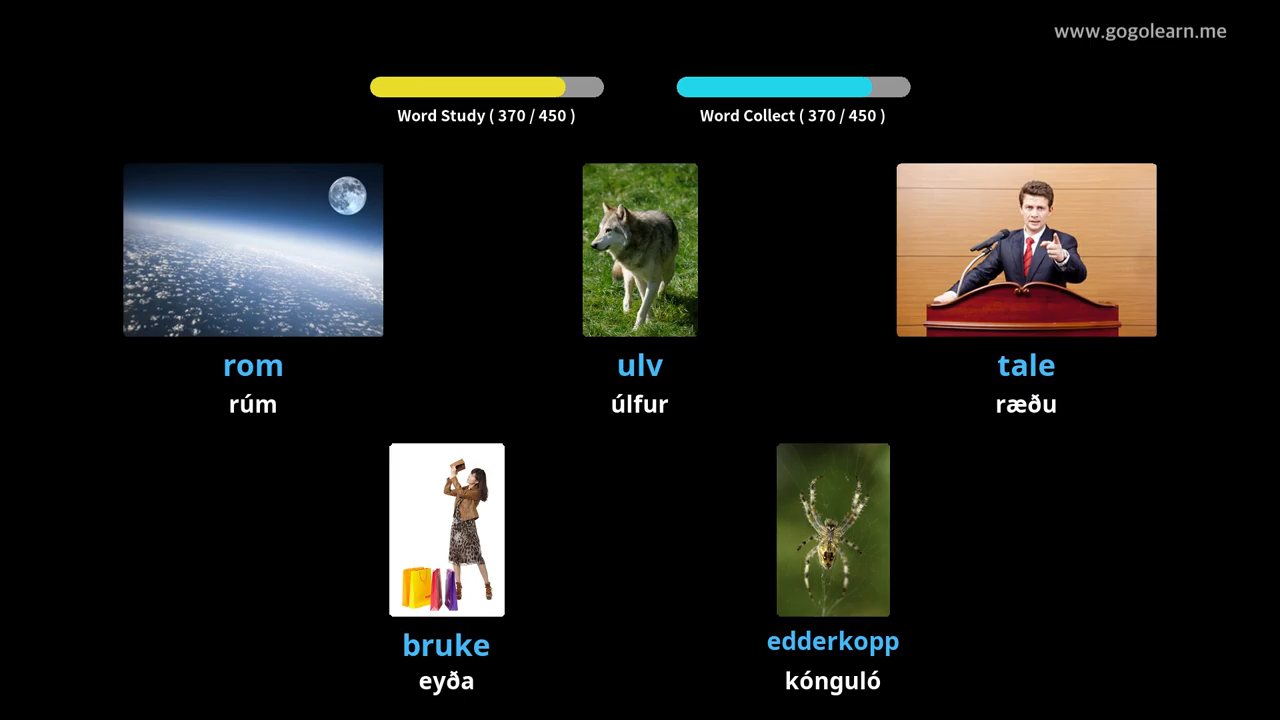 www.gogolearn.me
Word Study ( 370 / 450 )
Word Collect ( 370 / 450 )
rom
rúm
ulv
úlfur
tale
ræðu
bruke
eyða
edderkopp
kónguló